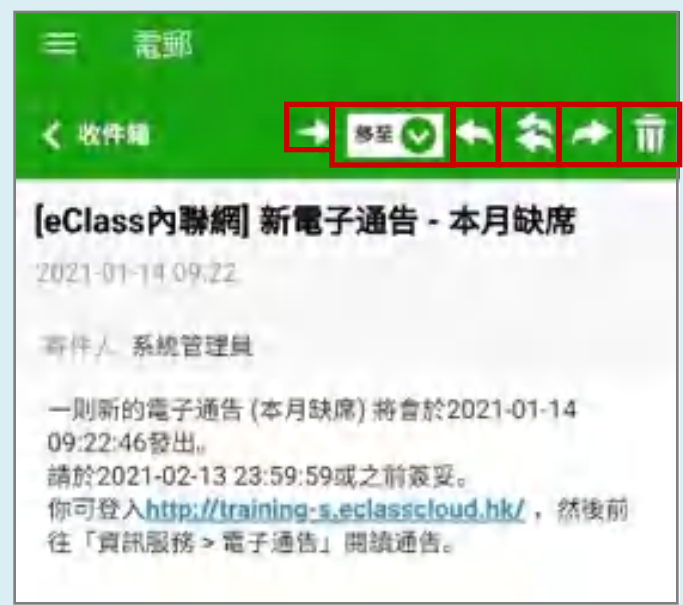 電郵
收件箱
移至
[eClass內聯網] 新電子通告 - 本月缺席
2021-01-14 09:22
寄件人 系統管理員
一則新的電子通告 (本月缺席) 將會於2021-01-14
09:22:46發出。
請於2021-02-13 23:59:59或之前簽妥。
你可登入http://training-s.eclasscloud.hk/ ，然後前
往「資訊服務 > 電子通告」閱讀通告。